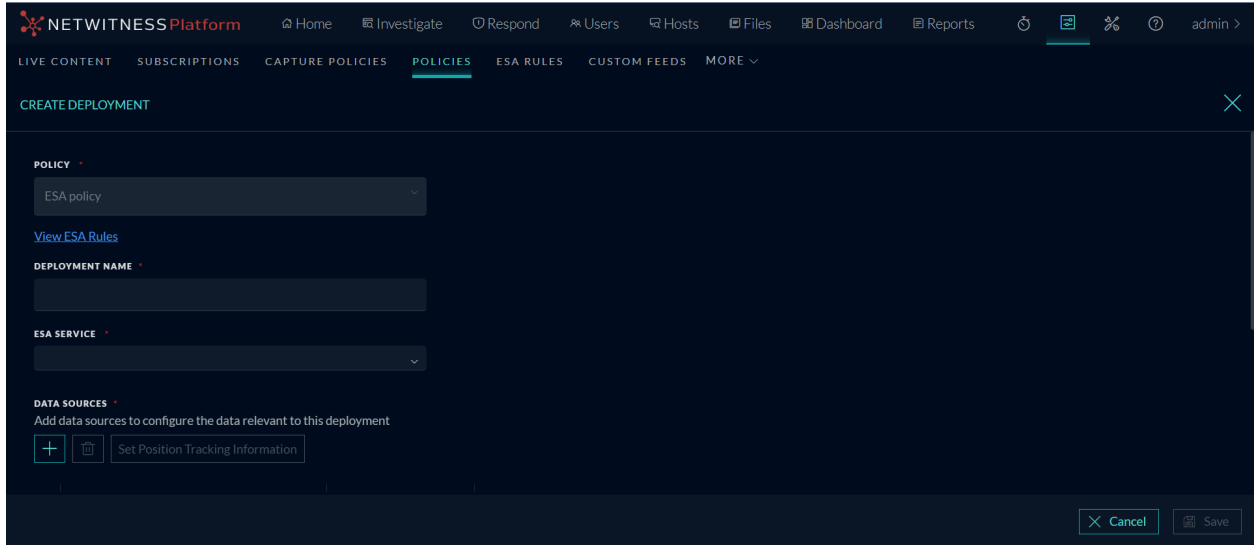 NETWITNESS Platform Home Investigate Respond Users Hosts Files Dashboard Reports admin >
LIVE CONTENT SUBSCRIPTIONS CAPTURE POLICIES POLICIES ESA RULES CUSTOM FEEDS MORE
CREATE DEPLOYMENT
POLICY *
ESA policy
View ESA Rules
DEPLOYMENT NAME *
ESA SERVICE *
DATA SOURCES *
Add data sources to configure the data relevant to this deployment
Set Position Tracking Information
Cancel Save